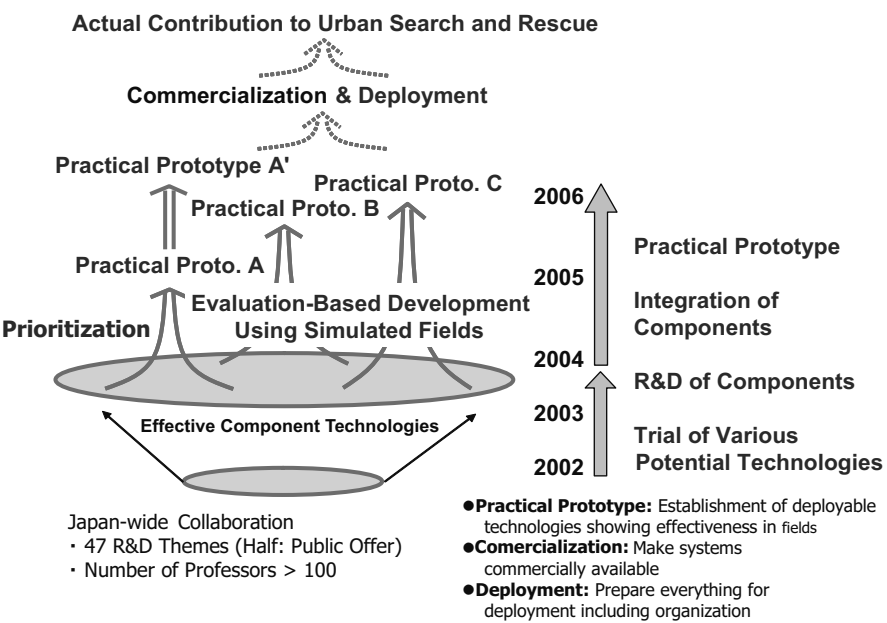 Actual Contribution to Urban Search and Rescue
Commercialization & Deployment
Practical Prototype A'
Practical Proto. C
Practical Proto. B
Practical Proto. A
Evaluation-Based Development
Using Simulated Fields
Prioritization
Effective Component Technologies
2006
Practical Prototype
2005
Integration of
Components
2004
R&D of Components
2003
Trial of Various
Potential Technologies
2002
Japan-wide Collaboration
・47 R&D Themes (Half: Public Offer)
・Number of Professors > 100
●Practical Prototype: Establishment of deployable
technologies showing effectiveness in fields
●Comercialization: Make systems
commercially available
●Deployment: Prepare everything for
deployment including organization